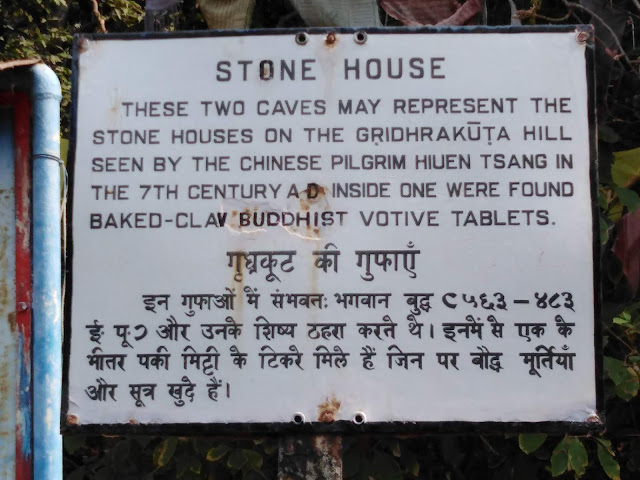 STONE HOUSE
THESE TWO CAVES MAY REPRESENT THE
STONE HOUSES ON THE GṚIDHRAKŪṬA HILL
SEEN BY THE CHINESE PILGRIM HIUEN TSANG IN
THE 7TH CENTURY A D INSIDE ONE WERE FOUND
BAKED-CLAY BUDDHIST VOTIVE TABLETS.
गृध्रकूट की गुफाएँ
इन गुफाओं में संभवतः भगवान बुद्ध ८५६३ – ४८३
ई॰ पू॰) और उनके शिष्य ठहरा करते थे। इनमें से एक के
भीतर पकी मिट्टी के टिकरे मिले हैं जिन पर बौद्ध मूर्तियाँ
और सूत्र खुदे हैं।